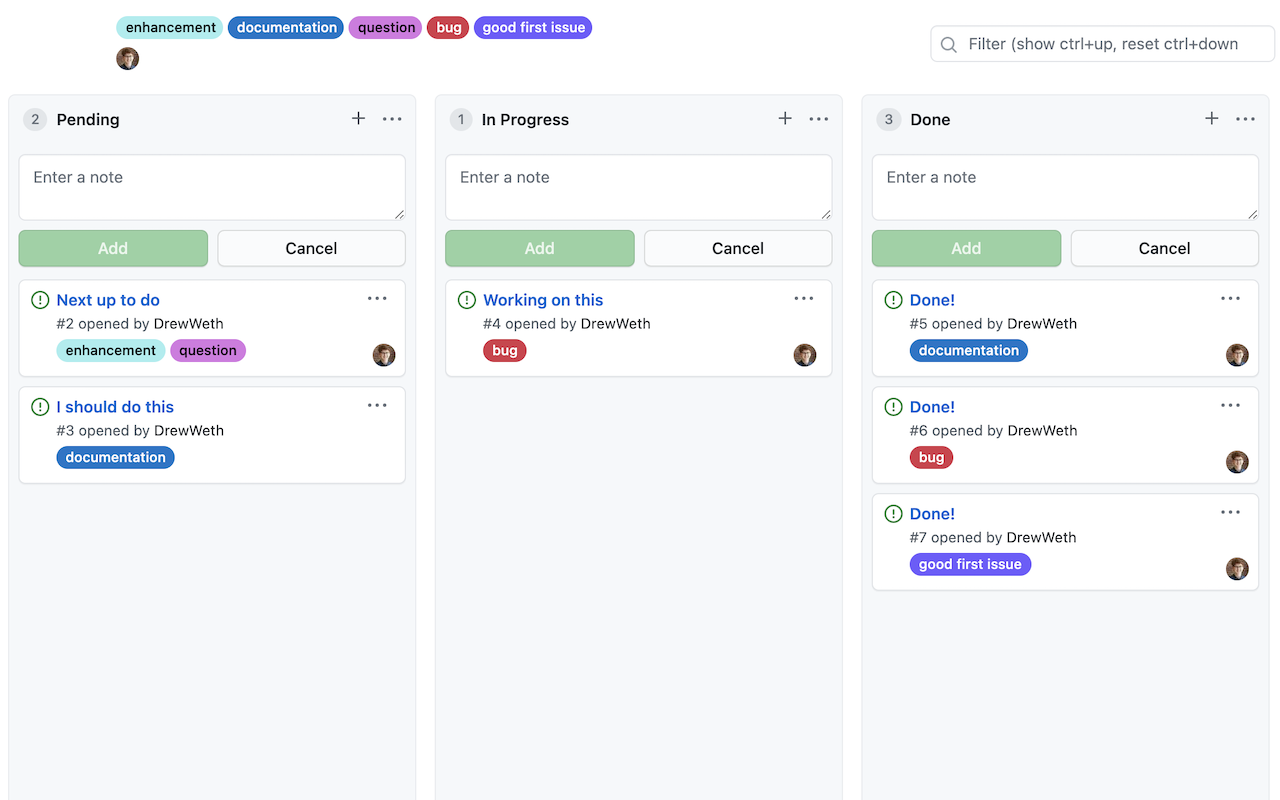 enhancement documentation question bug good first issue
Filter (show ctrl+up, reset ctrl+down
2 Pending
Enter a note
Add Cancel
Next up to do
#2 opened by DrewWeth
enhancement question
I should do this
#3 opened by DrewWeth
documentation
1 In Progress
Enter a note
Add Cancel
Working on this
#4 opened by DrewWeth
bug
3 Done
Enter a note
Add Cancel
Done!
#5 opened by DrewWeth
documentation
Done!
#6 opened by DrewWeth
bug
Done!
#7 opened by DrewWeth
good first issue